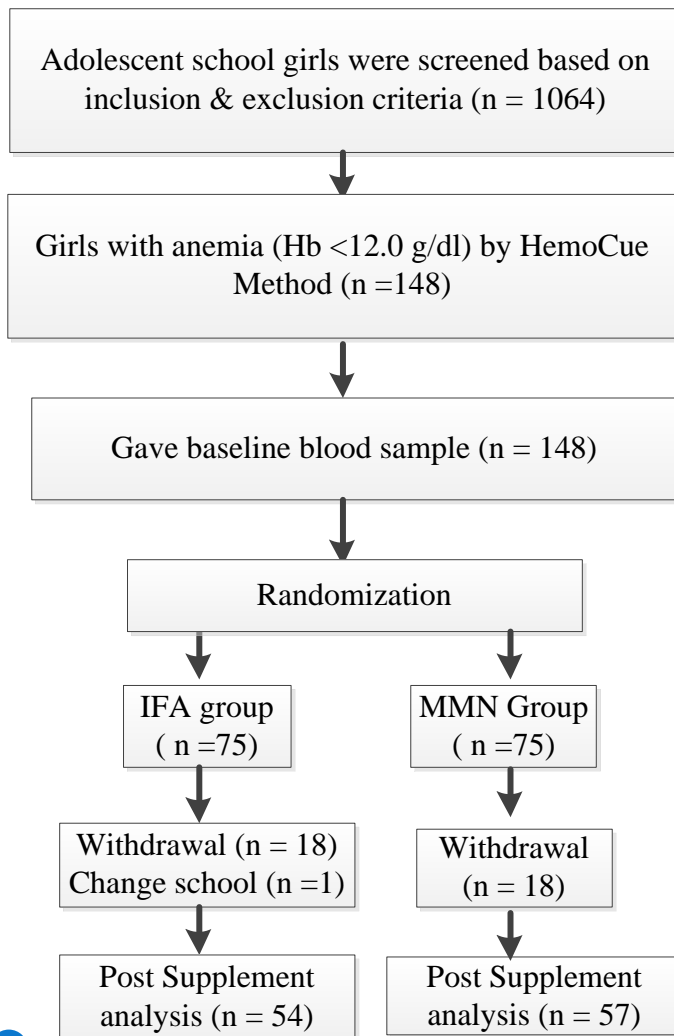 Adolescent school girls were screened based on
inclusion & exclusion criteria (n = 1064)
Girls with anemia (Hb <12.0 g/dl) by HemoCue
Method (n =148)
Gave baseline blood sample (n = 148)
Randomization
IFA group
( n =75)
MMN Group
( n =75)
Withdrawal (n = 18)
Change school (n =1)
Withdrawal
(n = 18)
Post Supplement
analysis (n = 54)
Post Supplement
analysis (n = 57)